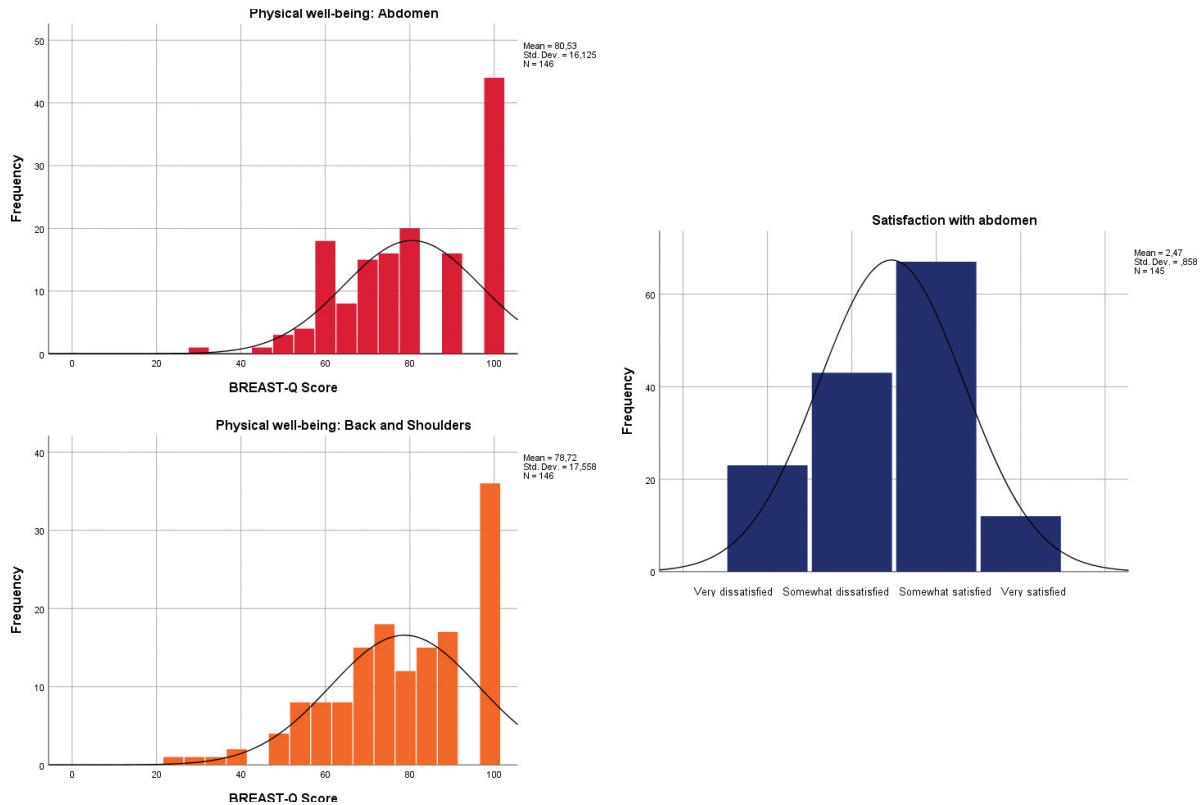 Physical well-being: Abdomen
Mean = 80,53
Std. Dev. = 16,125
N = 146
50
40
30
20
10
0
Frequency
0 20 40 60 80 100
BREAST-Q Score
Physical well-being: Back and Shoulders
Mean = 78,72
Std. Dev. = 17,558
N = 146
40
30
20
10
0
Frequency
0 20 40 60 80 100
BREAST-Q Score
Satisfaction with abdomen
Mean = 2,47
Std. Dev. = ,858
N = 145
60
40
20
0
Frequency
Very dissatisfied Somewhat dissatisfied Somewhat satisfied Very satisfied